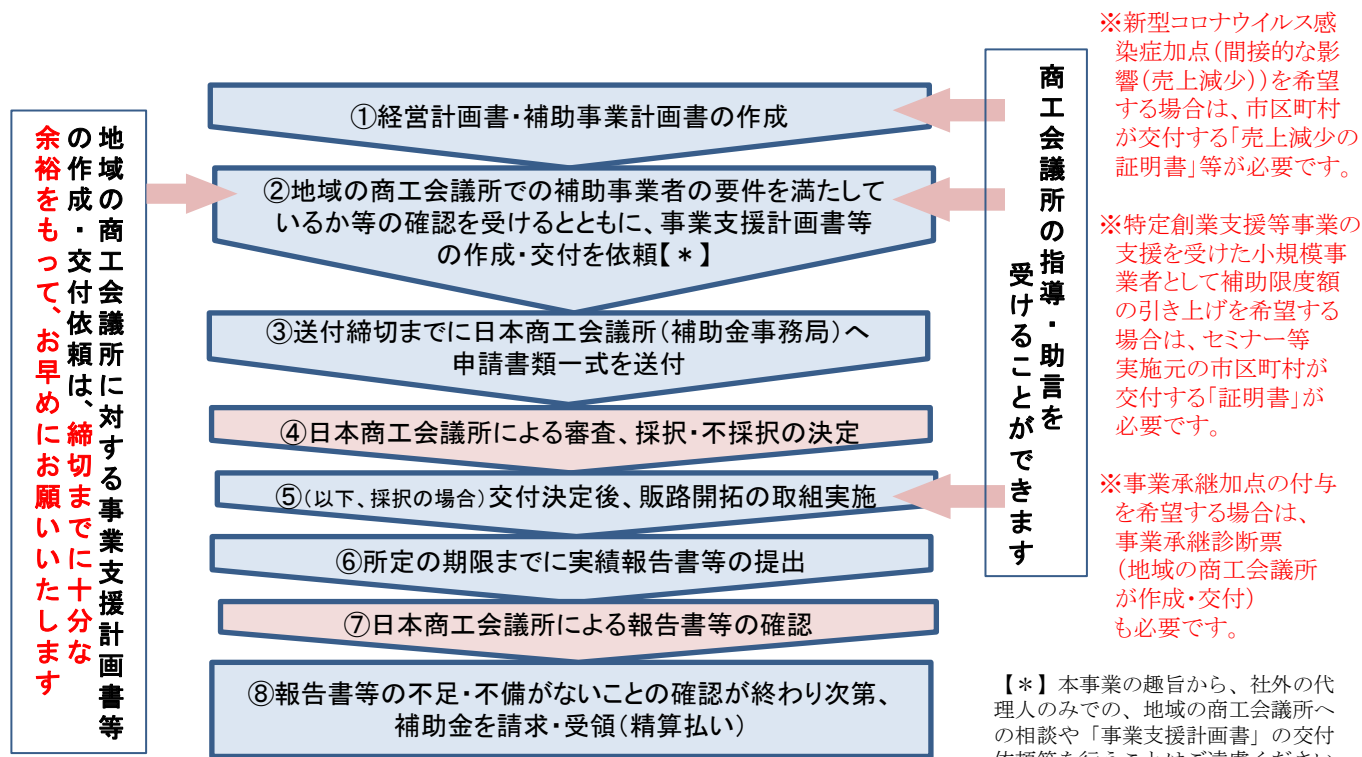 地域の商工会議所に対する事業支援計画書等
の作成・交付依頼は、締切までに十分な
余裕をもって、お早めにお願いいたします
①経営計画書・補助事業計画書の作成
②地域の商工会議所での補助事業者の要件を満たして
いるか等の確認を受けるとともに、事業支援計画書等
の作成・交付を依頼【＊】
③送付締切までに日本商工会議所（補助金事務局）へ
申請書類一式を送付
④日本商工会議所による審査、採択・不採択の決定
⑤（以下、採択の場合）交付決定後、販路開拓の取組実施
⑥所定の期限までに実績報告書等の提出
⑦日本商工会議所による報告書等の確認
⑧報告書等の不足・不備がないことの確認が終わり次第、
補助金を請求・受領（精算払い）
商工会議所の指導・助言を
受けることができます
※新型コロナウイルス感
染症加点（間接的な影
響（売上減少））を希望
する場合は、市区町村
が交付する「売上減少の
証明書」等が必要です。
※特定創業支援等事業の
支援を受けた小規模事
業者として補助限度額
の引き上げを希望する
場合は、セミナー等
実施元の市区町村が
交付する「証明書」が
必要です。
※事業承継加点の付与
を希望する場合は、
事業承継診断票
（地域の商工会議所
が作成・交付）
も必要です。
【＊】本事業の趣旨から、社外の代
理人のみでの、地域の商工会議所へ
の相談や「事業支援計画書」の交付
依頼等を行うことはご遠慮ください